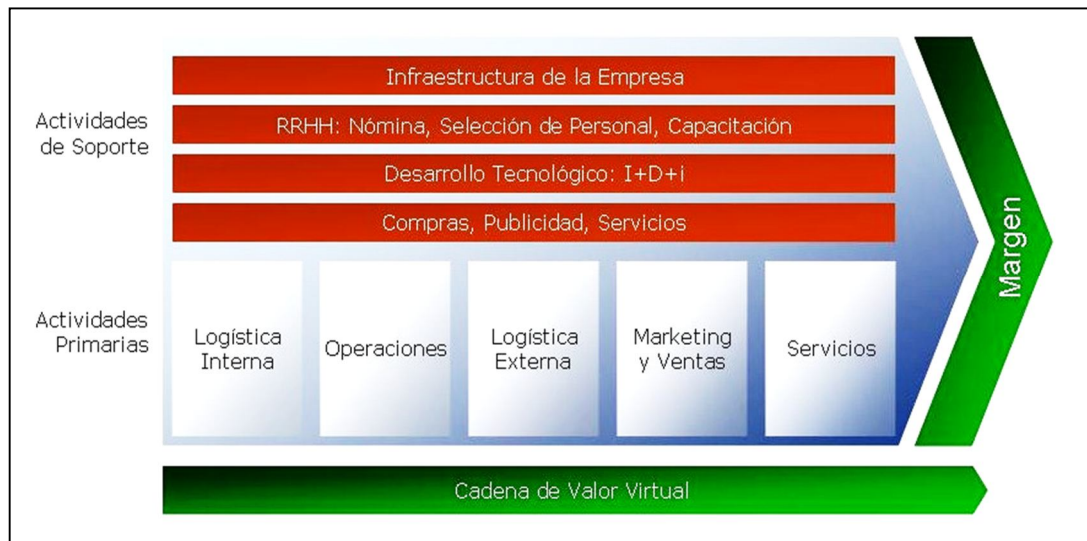 Actividades
de Soporte
Infraestructura de la Empresa
RRHH: Nómina, Selección de Personal, Capacitación
Desarrollo Tecnológico: I+D+i
Compras, Publicidad, Servicios
Actividades
Primarias
Logística
Interna
Operaciones
Logística
Externa
Marketing
y Ventas
Servicios
Margen
Cadena de Valor Virtual